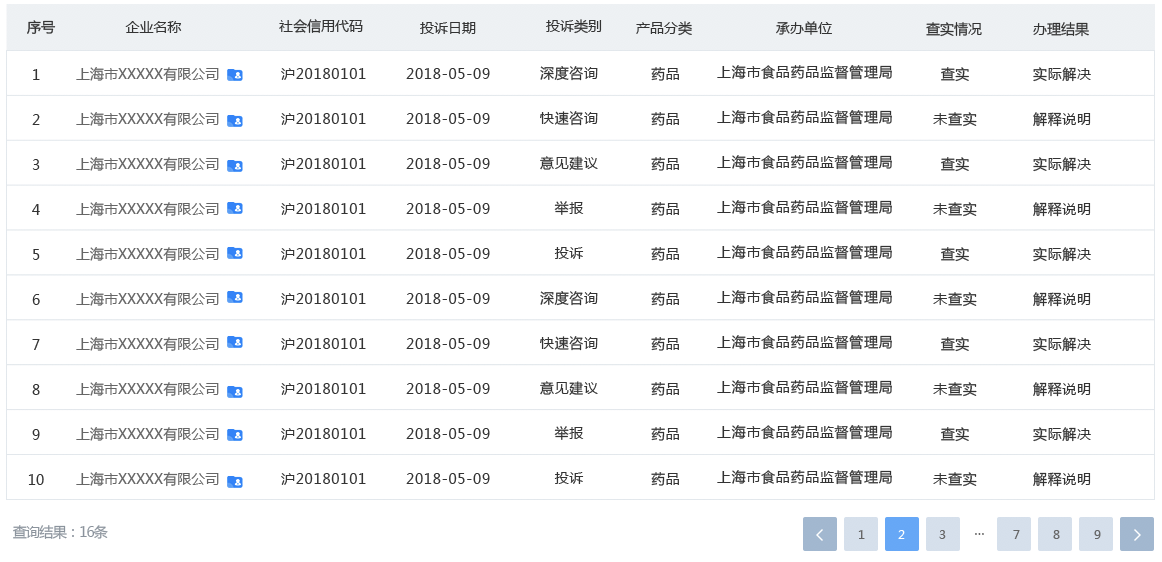 序号 企业名称 社会信用代码 投诉日期 投诉类别 产品分类 承办单位 查实情况 办理结果
1 上海市XXXXX有限公司 沪20180101 2018-05-09 深度咨询 药品 上海市食品药品监督管理局 查实 实际解决
2 上海市XXXXX有限公司 沪20180101 2018-05-09 快速咨询 药品 上海市食品药品监督管理局 未查实 解释说明
3 上海市XXXXX有限公司 沪20180101 2018-05-09 意见建议 药品 上海市食品药品监督管理局 查实 实际解决
4 上海市XXXXX有限公司 沪20180101 2018-05-09 举报 药品 上海市食品药品监督管理局 未查实 解释说明
5 上海市XXXXX有限公司 沪20180101 2018-05-09 投诉 药品 上海市食品药品监督管理局 查实 实际解决
6 上海市XXXXX有限公司 沪20180101 2018-05-09 深度咨询 药品 上海市食品药品监督管理局 未查实 解释说明
7 上海市XXXXX有限公司 沪20180101 2018-05-09 快速咨询 药品 上海市食品药品监督管理局 查实 实际解决
8 上海市XXXXX有限公司 沪20180101 2018-05-09 意见建议 药品 上海市食品药品监督管理局 未查实 解释说明
9 上海市XXXXX有限公司 沪20180101 2018-05-09 举报 药品 上海市食品药品监督管理局 查实 实际解决
10 上海市XXXXX有限公司 沪20180101 2018-05-09 投诉 药品 上海市食品药品监督管理局 未查实 解释说明
查询结果：16条 1 2 3 ··· 7 8 9